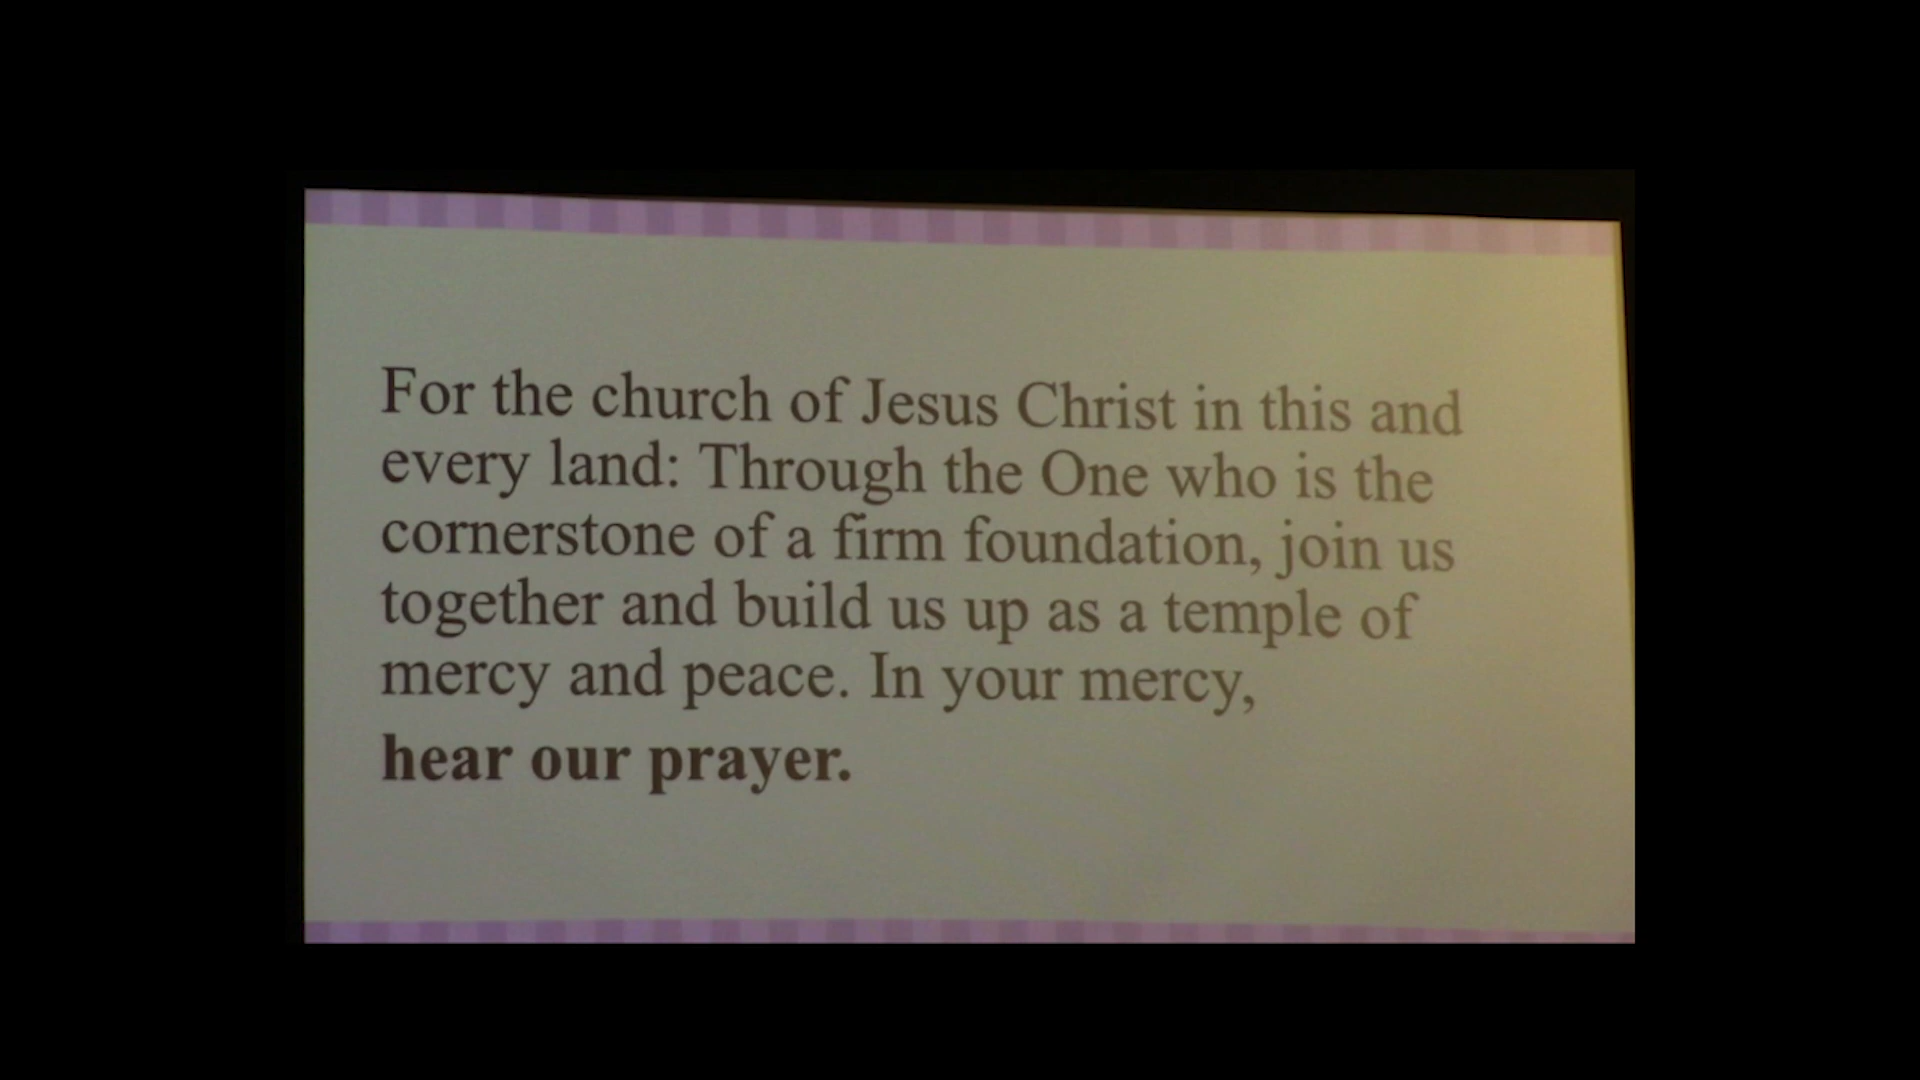 For the church of Jesus Christ in this and
every land: Through the One who is the
cornerstone of a firm foundation, join us
together and build us up as a temple of
mercy and peace. In your mercy,
hear our prayer.